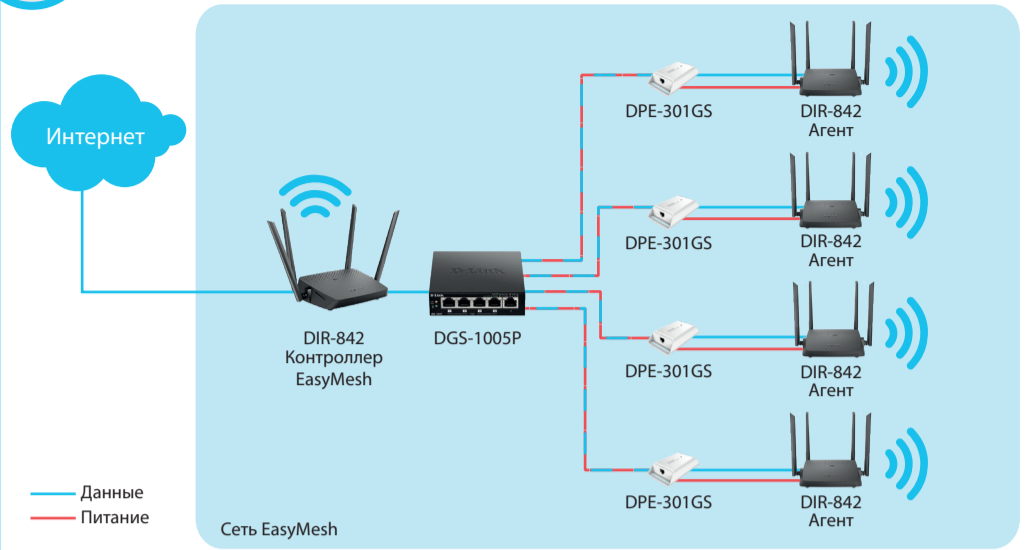 Интернет
DIR-842
Контроллер
EasyMesh
D-Link
DGS-1005P
DPE-301GS
DIR-842
Агент
DPE-301GS
DIR-842
Агент
DPE-301GS
DIR-842
Агент
DPE-301GS
DIR-842
Агент
Данные
Питание
Сеть EasyMesh